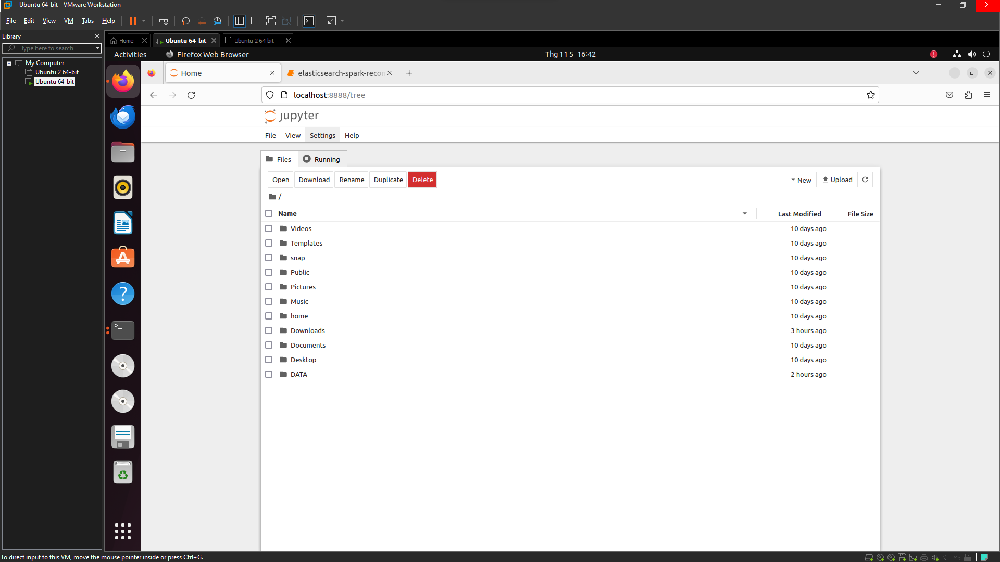 Ubuntu 64-bit - VMware Workstation
File Edit View VM Tabs Help
Library
Type here to search
My Computer
Ubuntu 2 64-bit
Ubuntu 64-bit
Home Ubuntu 64-bit Ubuntu 2 64-bit
Activities Firefox Web Browser Thg 11 5 16:42
Home elasticsearch-spark-recom
localhost:8888/tree
jupyter
File View Settings Help
Files Running
Open Download Rename Duplicate Delete New Upload
/
Name Last Modified File Size
Videos 10 days ago
Templates 10 days ago
snap 10 days ago
Public 10 days ago
Pictures 10 days ago
Music 10 days ago
home 10 days ago
Downloads 3 hours ago
Documents 10 days ago
Desktop 10 days ago
DATA 2 hours ago
To direct input to this VM, move the mouse pointer inside or press Ctrl+G.